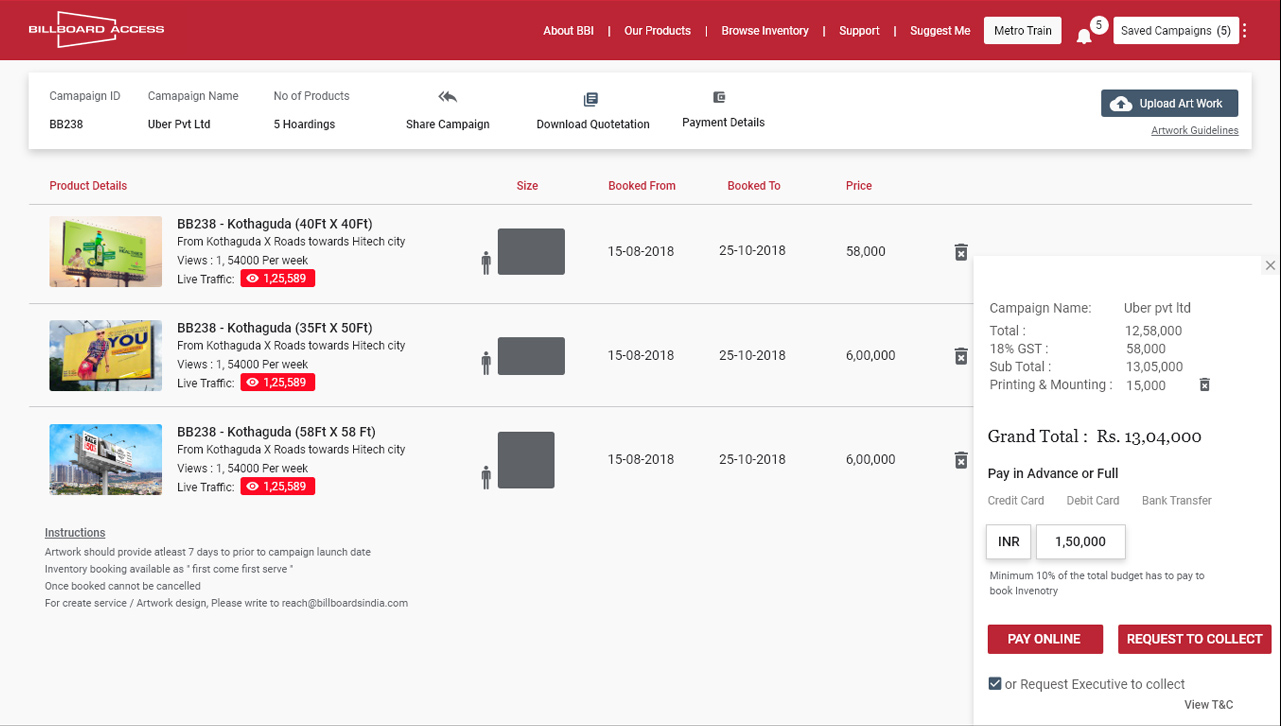 BILLBOARD ACCESS
About BBI | Our Products | Browse Inventory | Support | Suggest Me
Metro Train
5
Saved Campaigns (5)
Camapaign ID
Camapaign Name
No of Products
BB238
Uber Pvt Ltd
5 Hoardings
Share Campaign
Download Quotetation
Payment Details
Upload Art Work
Artwork Guidelines
Product Details
Size
Booked From
Booked To
Price
BB238 - Kothaguda (40Ft X 40Ft)
From Kothaguda X Roads towards Hitech city
Views : 1, 54000 Per week
Live Traffic: 1,25,589
15-08-2018
25-10-2018
58,000
BB238 - Kothaguda (35Ft X 50Ft)
From Kothaguda X Roads towards Hitech city
Views : 1, 54000 Per week
Live Traffic: 1,25,589
YOU
15-08-2018
25-10-2018
6,00,000
BB238 - Kothaguda (58Ft X 58 Ft)
From Kothaguda X Roads towards Hitech city
Views : 1, 54000 Per week
Live Traffic: 1,25,589
SALE
15-08-2018
25-10-2018
6,00,000
Instructions
Artwork should provide atleast 7 days to prior to campaign launch date
Inventory booking available as " first come first serve "
Once booked cannot be cancelled
For create service / Artwork design, Please write to reach@billboardsindia.com
Campaign Name: Uber pvt ltd
Total : 12,58,000
18% GST : 58,000
Sub Total : 13,05,000
Printing & Mounting : 15,000
Grand Total : Rs. 13,04,000
Pay in Advance or Full
Credit Card
Debit Card
Bank Transfer
INR
1,50,000
Minimum 10% of the total budget has to pay to
book Invenotry
PAY ONLINE
REQUEST TO COLLECT
or Request Executive to collect
View T&C